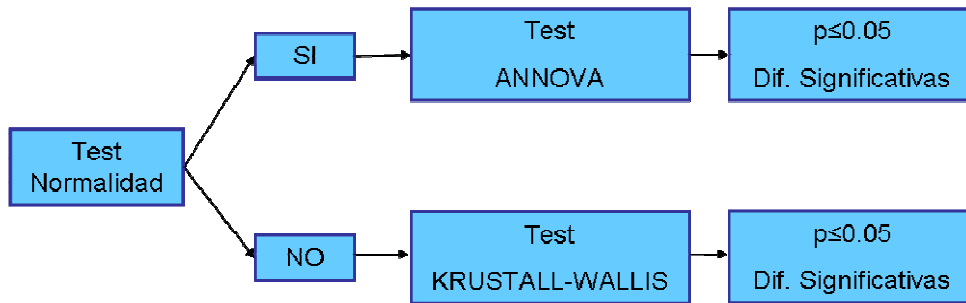 Test
Normalidad
SI
Test
ANNOVA
p≤0.05
Dif. Significativas
NO
Test
KRUSTALL-WALLIS
p≤0.05
Dif. Significativas